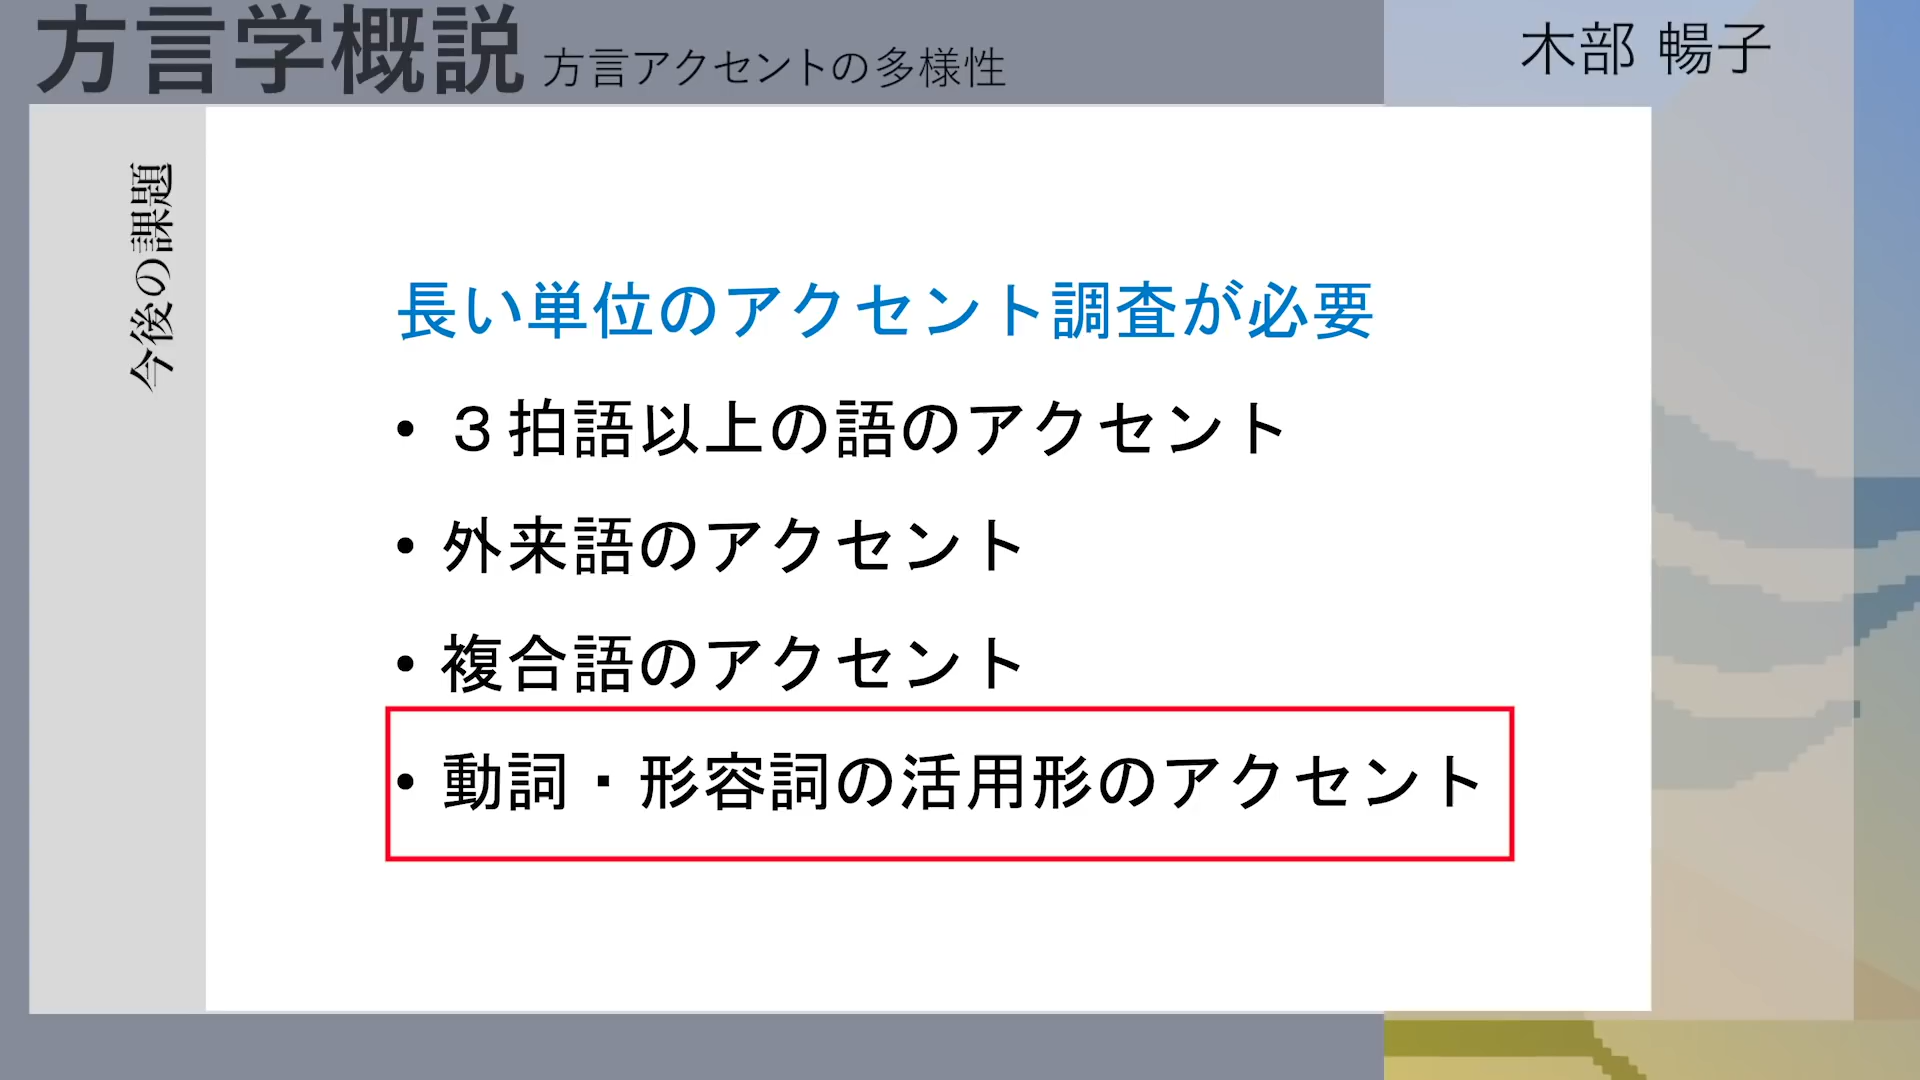 方言学概説 方言アクセントの多様性
木部 暢子
今後の課題
長い単位のアクセント調査が必要
• ３拍語以上の語のアクセント
• 外来語のアクセント
• 複合語のアクセント
• 動詞・形容詞の活用形のアクセント